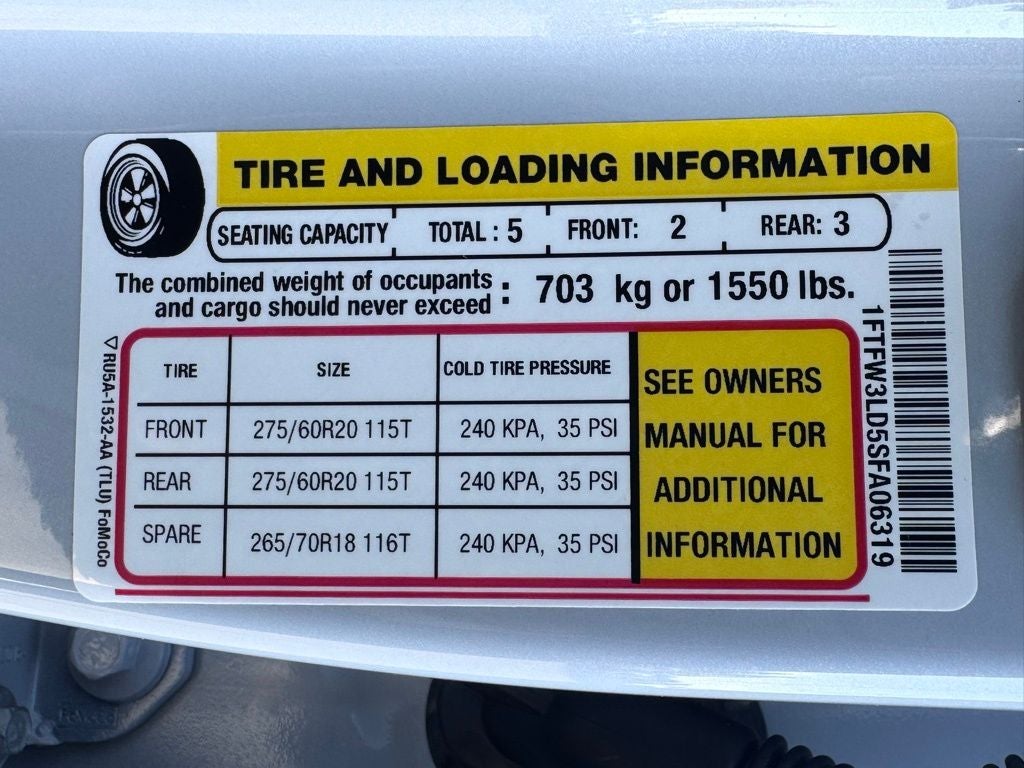 TIRE AND LOADING INFORMATION
SEATING CAPACITY TOTAL : 5 FRONT: 2 REAR: 3
The combined weight of occupants
and cargo should never exceed : 703 kg or 1550 lbs.
TIRE SIZE COLD TIRE PRESSURE
FRONT 275/60R20 115T 240 KPA, 35 PSI
REAR 275/60R20 115T 240 KPA, 35 PSI
SPARE 265/70R18 116T 240 KPA, 35 PSI
SEE OWNERS
MANUAL FOR
ADDITIONAL
INFORMATION
1FTFW3LD5SFA06319
▽RU5A-1532-AA (TLU) FoMoCo